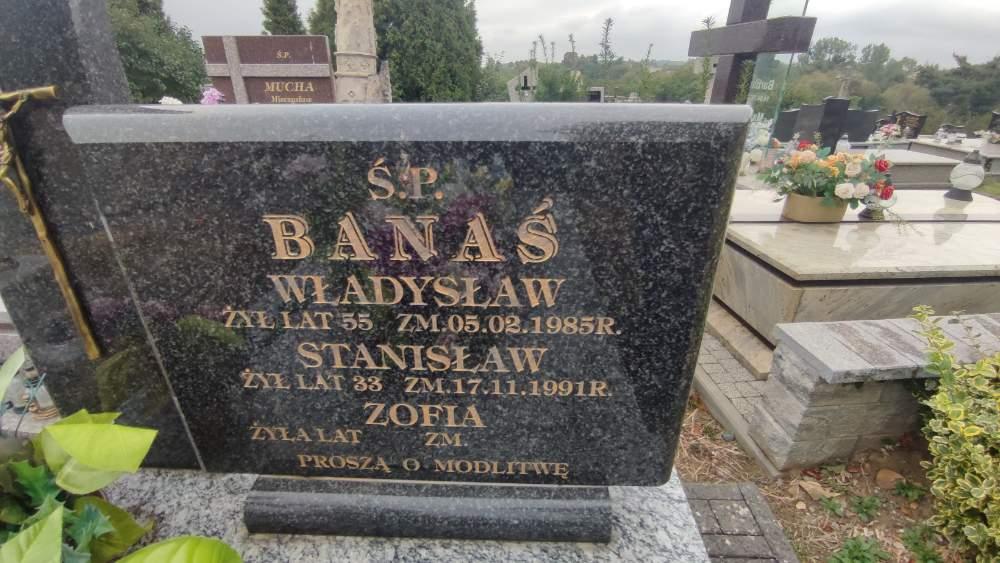 Ś.P.
MUCHA
Ś.P.
BANAŚ
WŁADYSŁAW
ŻYŁ LAT 55 ZM. 05.02.1985R.
STANISŁAW
ŻYŁ LAT 33 ZM. 17.11.1991R.
ZOFIA
ŻYŁA LAT ZM.
PROSZĄ O MODLITWĘ